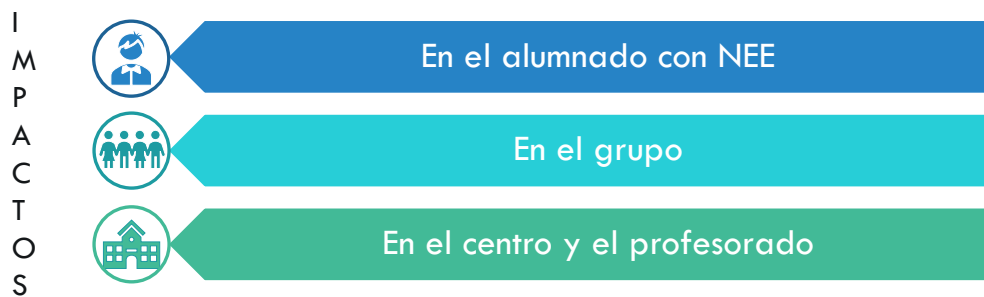 IMPACTOS
En el alumnado con NEE
En el grupo
En el centro y el profesorado